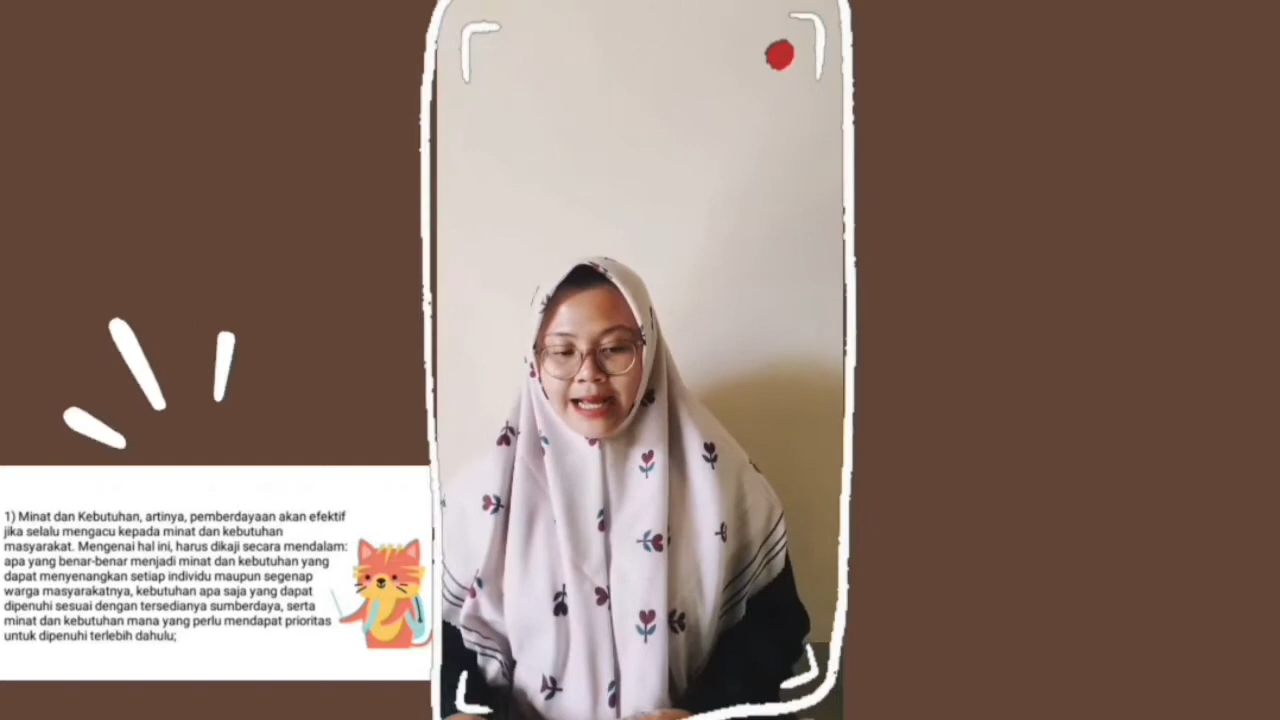 1) Minat dan Kebutuhan, artinya, pemberdayaan akan efektif
jika selalu mengacu kepada minat dan kebutuhan
masyarakat. Mengenai hal ini, harus dikaji secara mendalam:
apa yang benar-benar menjadi minat dan kebutuhan yang
dapat menyenangkan setiap individu maupun segenap
warga masyarakatnya, kebutuhan apa saja yang dapat
dipenuhi sesuai dengan tersedianya sumberdaya, serta
minat dan kebutuhan mana yang perlu mendapat prioritas
untuk dipenuhi terlebih dahulu;